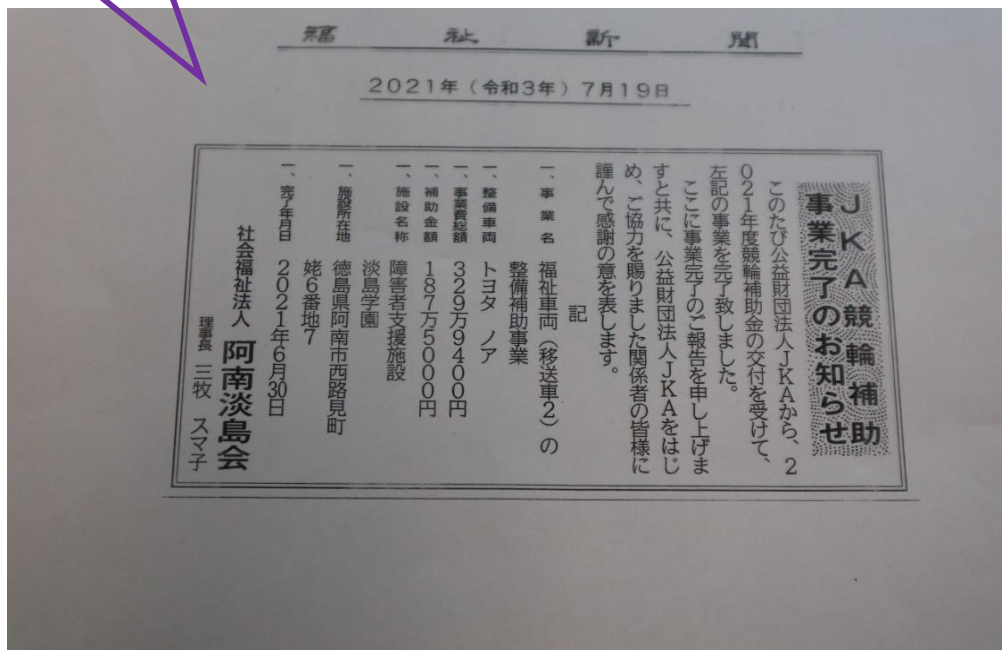 福祉新聞
2021年（令和3年）7月19日
JKA競輪補助
事業完了のお知らせ
このたび公益財団法人JKAから、2
021年度競輪補助金の交付を受けて、
左記の事業を完了致しました。
ここに事業完了のご報告を申し上げま
すと共に、公益財団法人JKAをはじ
め、ご協力を賜りました関係者の皆様に
謹んで感謝の意を表します。
記
一、事業名 福祉車両（移送車2）の
整備補助事業
一、整備車両 トヨタ ノア
一、事業費総額 329万9400円
一、補助金額 187万5000円
一、施設名称 障害者支援施設
淡島学園
一、施設所在地 徳島県阿南市西路見町
姥6番地7
一、完了年月日 2021年6月30日
社会福祉法人 阿南淡島会
理事長 三牧 スマ子